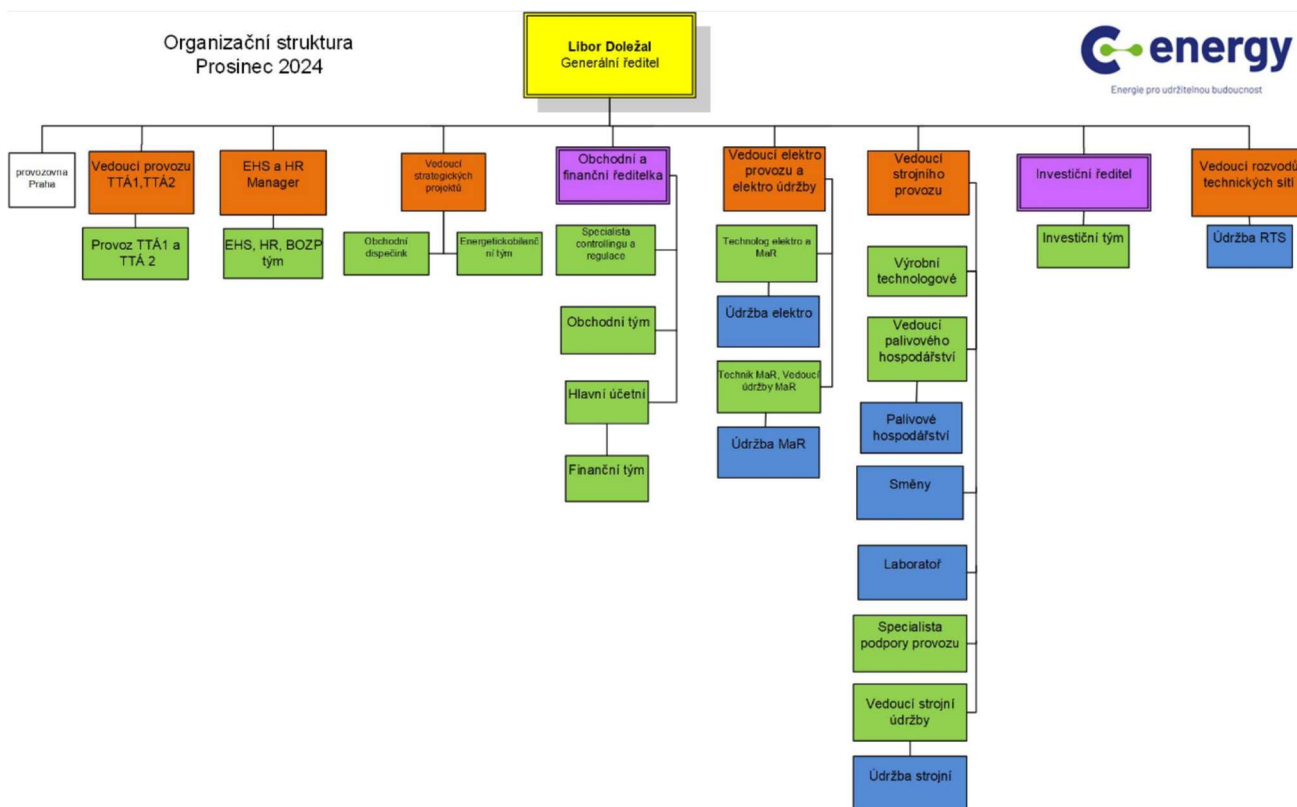 Organizační struktura
Prosinec 2024
Libor Doležal
Generální ředitel
C energy
Energie pro udržitelnou budoucnost
provozovna
Praha
Vedoucí provozu
TTÁ1,TTÁ2
Provoz TTÁ1 a
TTÁ 2
EHS a HR
Manager
EHS, HR, BOZP
tým
Vedoucí
strategických
projektů
Obchodní
dispečink
Energetickobilan
ční tým
Obchodní a
finanční ředitelka
Specialista
controllingu a
regulace
Obchodní tým
Hlavní účetní
Finanční tým
Vedoucí elektro
provozu a
elektro údržby
Technolog elektro a
MaR
Údržba elektro
Technik MaR, Vedoucí
údržby MaR
Údržba MaR
Vedoucí
strojního
provozu
Výrobní
technologové
Vedoucí
palivového
hospodářství
Palivové
hospodářství
Směny
Laboratoř
Specialista
podpory provozu
Vedoucí strojní
údržby
Údržba strojní
Investiční ředitel
Investiční tým
Vedoucí rozvodů
technických sítí
Údržba RTS